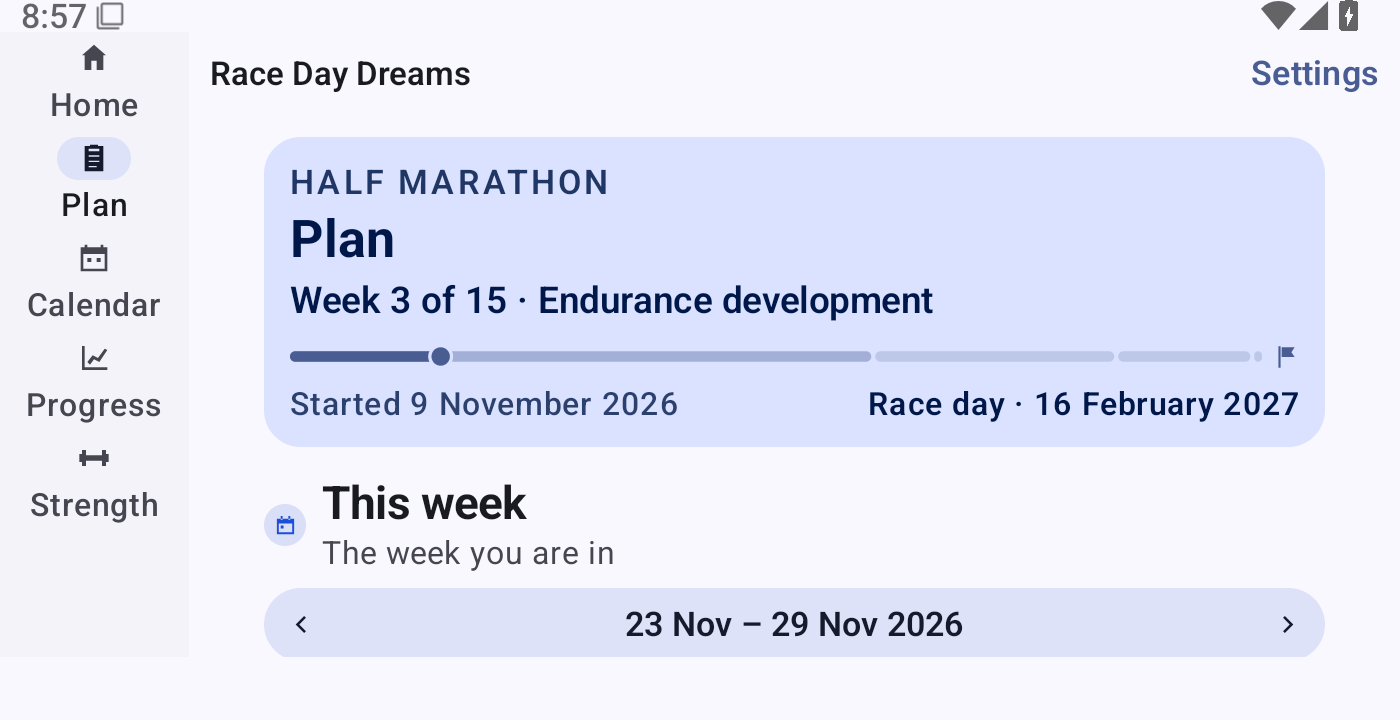 8:57
Home
Plan
Calendar
Progress
Strength
Race Day Dreams
Settings
HALF MARATHON
Plan
Week 3 of 15 · Endurance development
Started 9 November 2026
Race day · 16 February 2027
This week
The week you are in
23 Nov – 29 Nov 2026